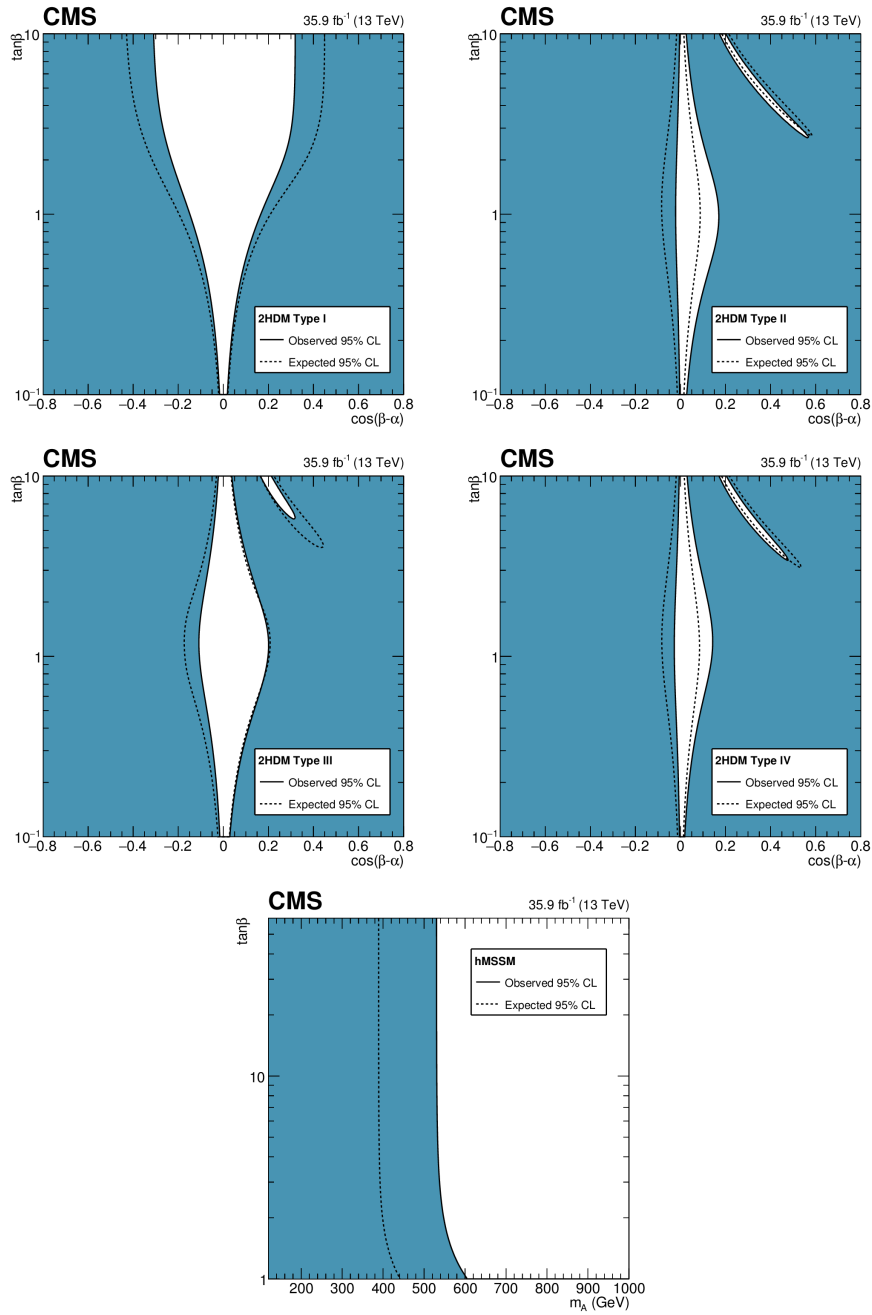 CMS
35.9 fb⁻¹ (13 TeV)
tanβ
10
1
10⁻¹
2HDM Type I
Observed 95% CL
Expected 95% CL
−0.8 −0.6 −0.4 −0.2 0 0.2 0.4 0.6 0.8
cos(β-α)
CMS
35.9 fb⁻¹ (13 TeV)
tanβ
10
1
10⁻¹
2HDM Type II
Observed 95% CL
Expected 95% CL
−0.8 −0.6 −0.4 −0.2 0 0.2 0.4 0.6 0.8
cos(β-α)
CMS
35.9 fb⁻¹ (13 TeV)
tanβ
10
1
10⁻¹
2HDM Type III
Observed 95% CL
Expected 95% CL
−0.8 −0.6 −0.4 −0.2 0 0.2 0.4 0.6 0.8
cos(β-α)
CMS
35.9 fb⁻¹ (13 TeV)
tanβ
10
1
10⁻¹
2HDM Type IV
Observed 95% CL
Expected 95% CL
−0.8 −0.6 −0.4 −0.2 0 0.2 0.4 0.6 0.8
cos(β-α)
CMS
35.9 fb⁻¹ (13 TeV)
tanβ
hMSSM
Observed 95% CL
Expected 95% CL
10
1
200 300 400 500 600 700 800 900 1000
m_A (GeV)